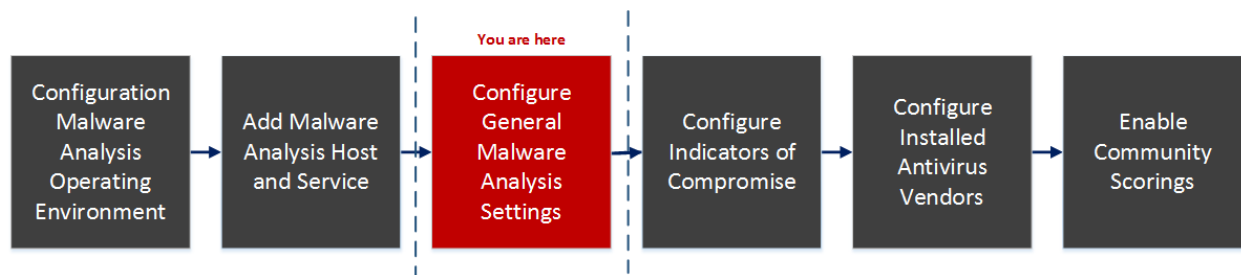 You are here
Configuration
Malware
Analysis
Operating
Environment
Add Malware
Analysis Host
and Service
Configure
General
Malware
Analysis
Settings
Configure
Indicators of
Compromise
Configure
Installed
Antivirus
Vendors
Enable
Community
Scorings